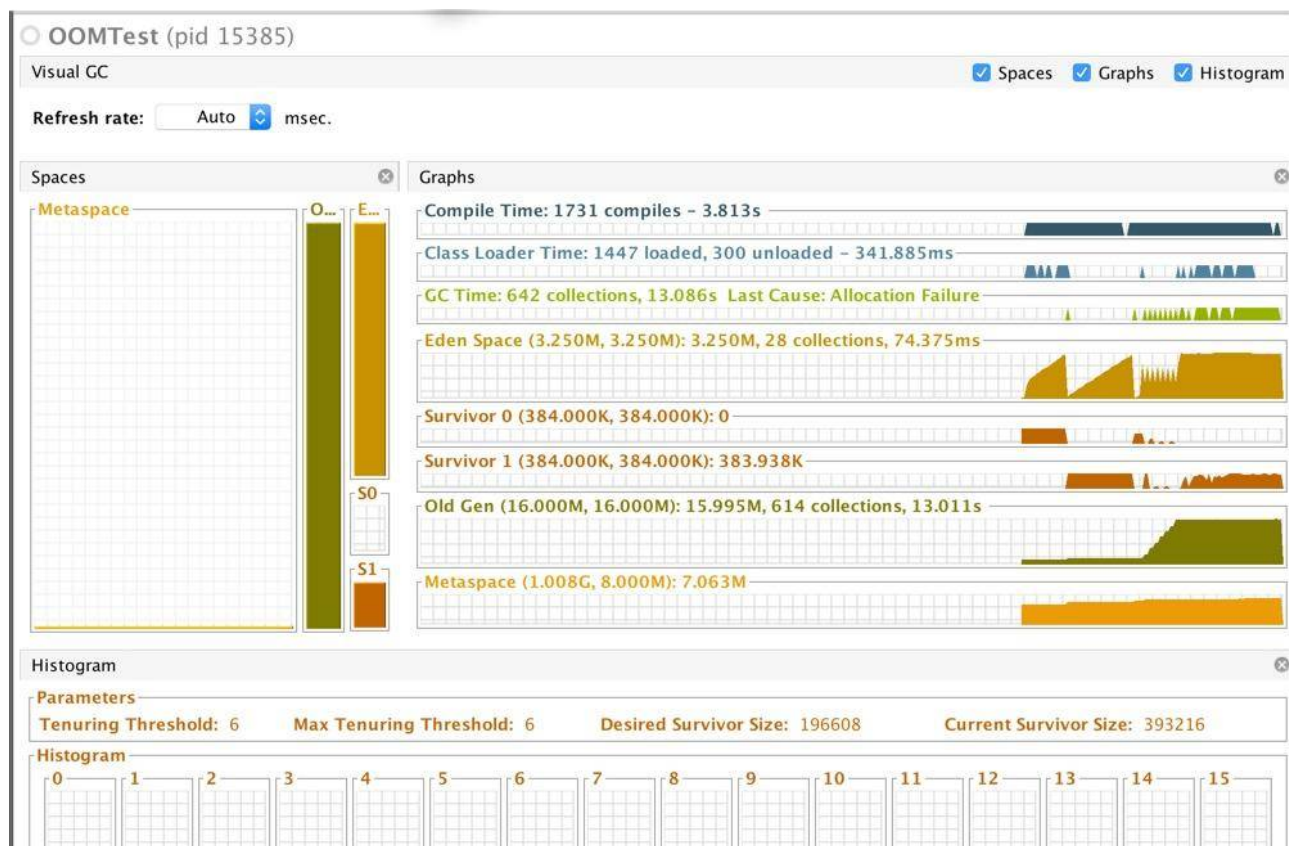 OOMTest (pid 15385)
Visual GC
Spaces
Graphs
Histogram
Refresh rate: Auto msec.
Spaces
Metaspace
O...
E...
S0
S1
Graphs
Compile Time: 1731 compiles - 3.813s
Class Loader Time: 1447 loaded, 300 unloaded - 341.885ms
GC Time: 642 collections, 13.086s Last Cause: Allocation Failure
Eden Space (3.250M, 3.250M): 3.250M, 28 collections, 74.375ms
Survivor 0 (384.000K, 384.000K): 0
Survivor 1 (384.000K, 384.000K): 383.938K
Old Gen (16.000M, 16.000M): 15.995M, 614 collections, 13.011s
Metaspace (1.008G, 8.000M): 7.063M
Histogram
Parameters
Tenuring Threshold: 6 Max Tenuring Threshold: 6 Desired Survivor Size: 196608 Current Survivor Size: 393216
Histogram
0 1 2 3 4 5 6 7 8 9 10 11 12 13 14 15